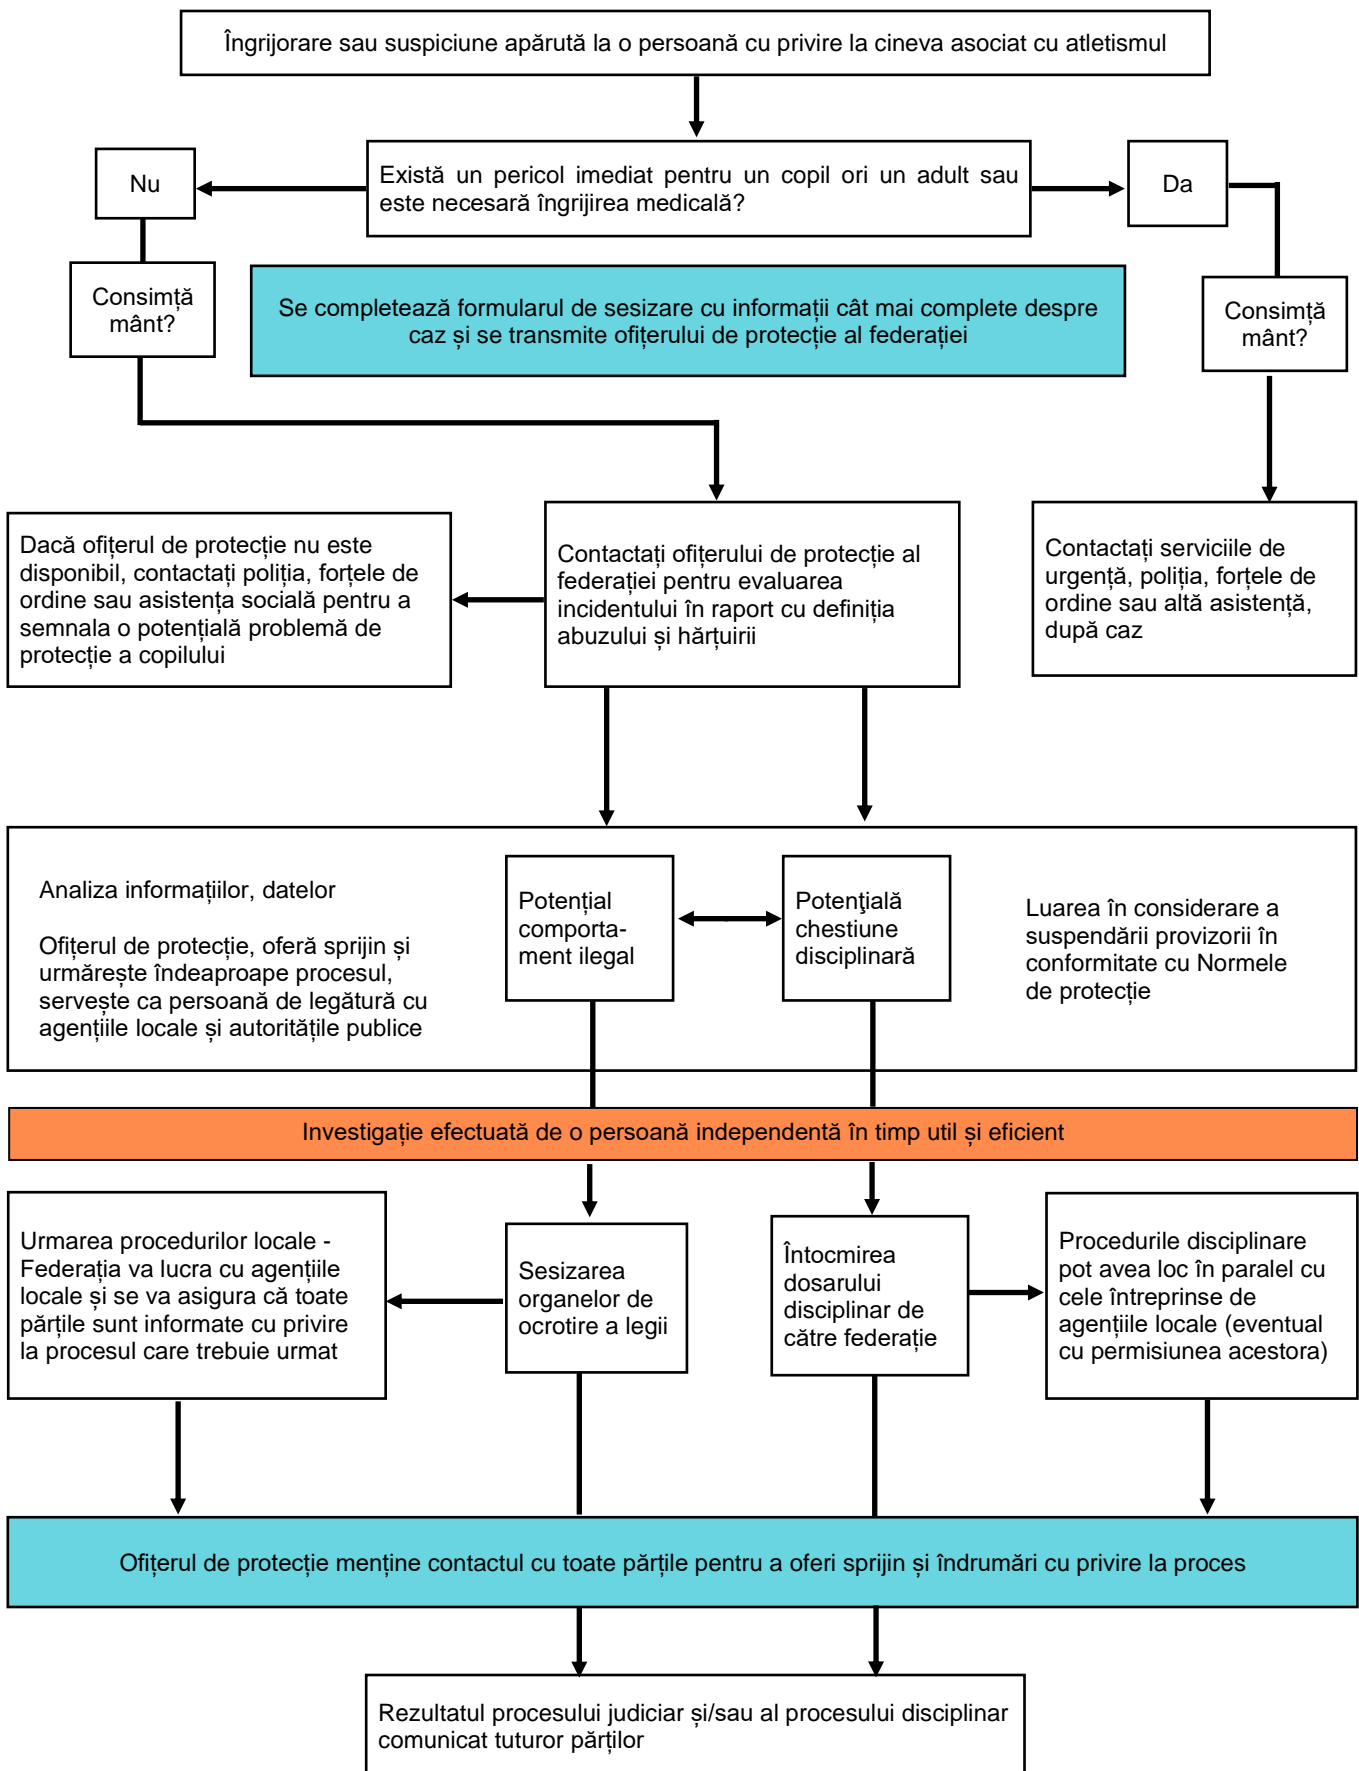 Îngrijorare sau suspiciune apărută la o persoană cu privire la cineva asociat cu atletismul
Nu
Există un pericol imediat pentru un copil ori un adult sau
este necesară îngrijirea medicală?
Da
Consimță
mânt?
Se completează formularul de sesizare cu informații cât mai complete despre
caz și se transmite ofițerului de protecție al federației
Consimță
mânt?
Dacă ofițerul de protecție nu este
disponibil, contactați poliția, forțele de
ordine sau asistența socială pentru a
semnala o potențială problemă de
protecție a copilului
Contactați ofițerului de protecție al
federației pentru evaluarea
incidentului în raport cu definiția
abuzului și hărțuirii
Contactați serviciile de
urgență, poliția, forțele de
ordine sau altă asistență,
după caz
Analiza informațiilor, datelor
Ofițerul de protecție, oferă sprijin și
urmărește îndeaproape procesul,
servește ca persoană de legătură cu
agențiile locale și autoritățile publice
Potențial
comporta-
ment ilegal
Potenţială
chestiune
disciplinară
Luarea în considerare a
suspendării provizorii în
conformitate cu Normele
de protecție
Investigație efectuată de o persoană independentă în timp util și eficient
Urmarea procedurilor locale -
Federația va lucra cu agențiile
locale și se va asigura că toate
părțile sunt informate cu privire
la procesul care trebuie urmat
Sesizarea
organelor de
ocrotire a legii
Întocmirea
dosarului
disciplinar de
către federație
Procedurile disciplinare
pot avea loc în paralel cu
cele întreprinse de
agențiile locale (eventual
cu permisiunea acestora)
Ofițerul de protecție menține contactul cu toate părțile pentru a oferi sprijin și îndrumări cu privire la proces
Rezultatul procesului judiciar și/sau al procesului disciplinar
comunicat tuturor părților